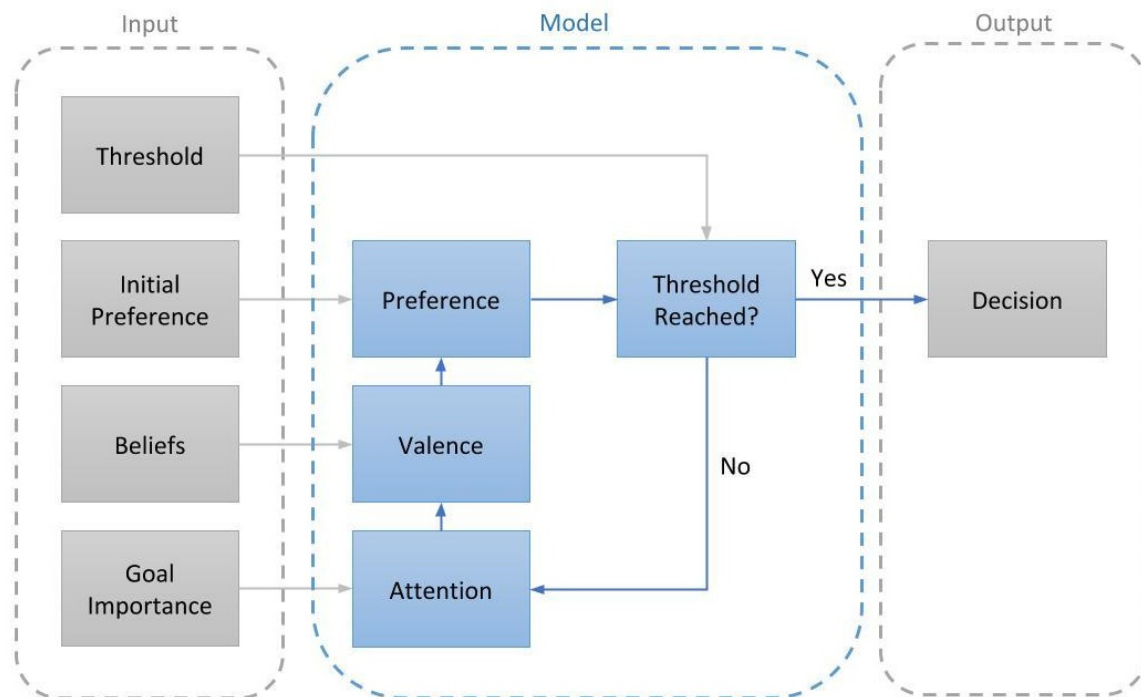 Input
Model
Output
Threshold
Initial
Preference
Preference
Threshold
Reached?
Yes
Decision
Beliefs
Valence
No
Goal
Importance
Attention